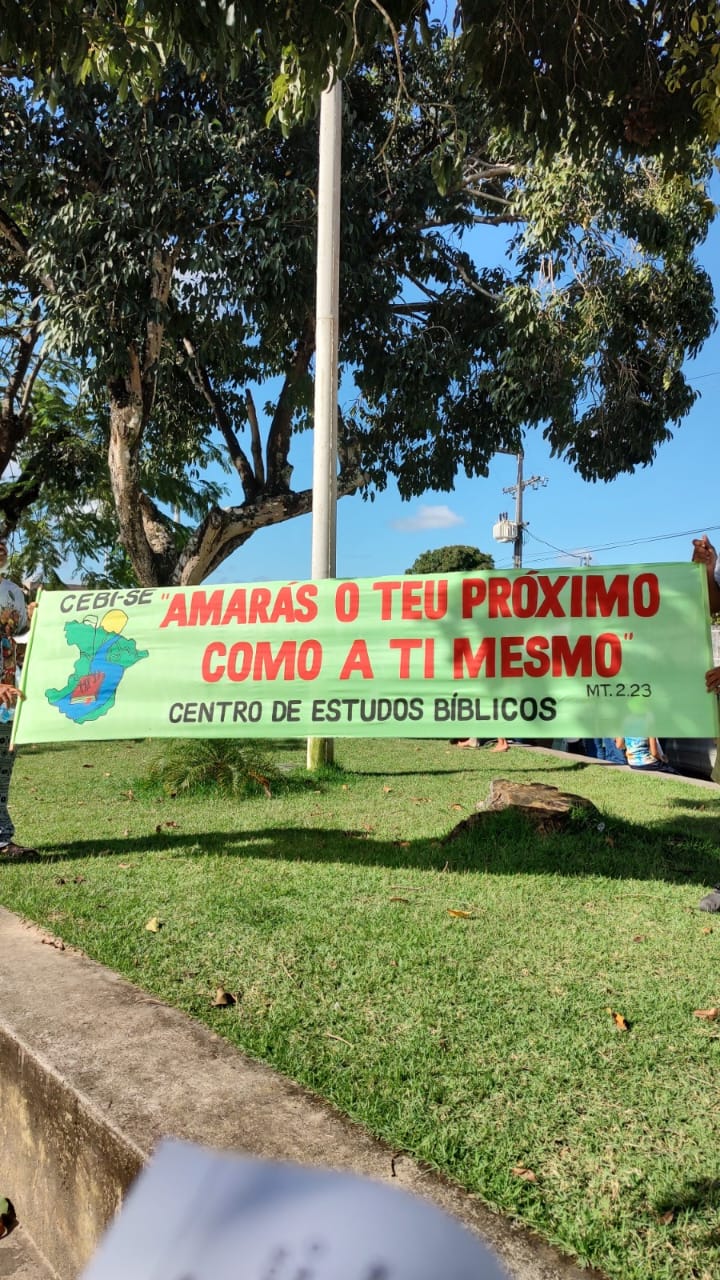 CEBI-SE
"AMARÁS O TEU PRÓXIMO
COMO A TI MESMO"
MT. 2.23
CENTRO DE ESTUDOS BÍBLICOS